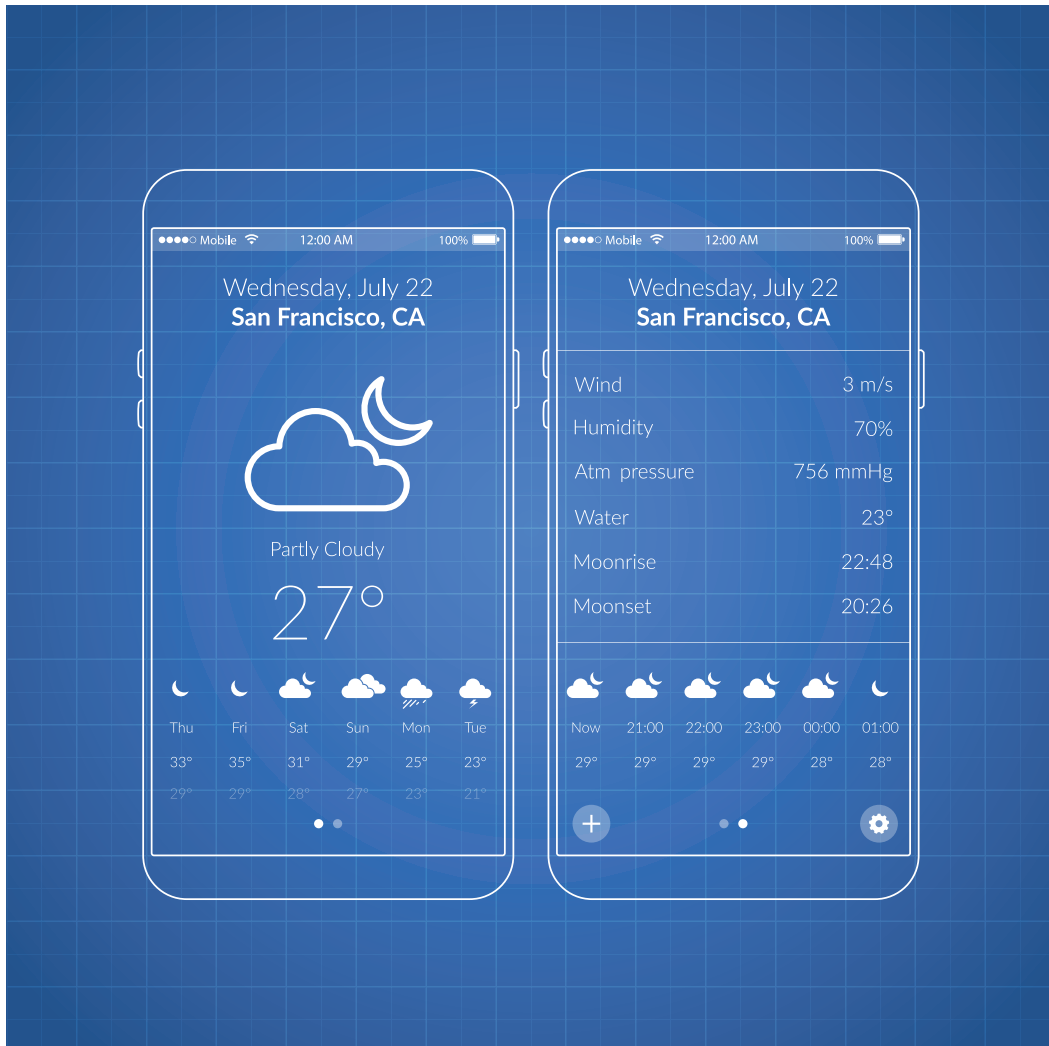 Mobile 12:00 AM 100%
Wednesday, July 22
San Francisco, CA
Partly Cloudy
27°
Thu Fri Sat Sun Mon Tue
33° 35° 31° 29° 25° 23°
29° 29° 28° 27° 23° 21°
Mobile 12:00 AM 100%
Wednesday, July 22
San Francisco, CA
Wind 3 m/s
Humidity 70%
Atm pressure 756 mmHg
Water 23°
Moonrise 22:48
Moonset 20:26
Now 21:00 22:00 23:00 00:00 01:00
29° 29° 29° 29° 28° 28°